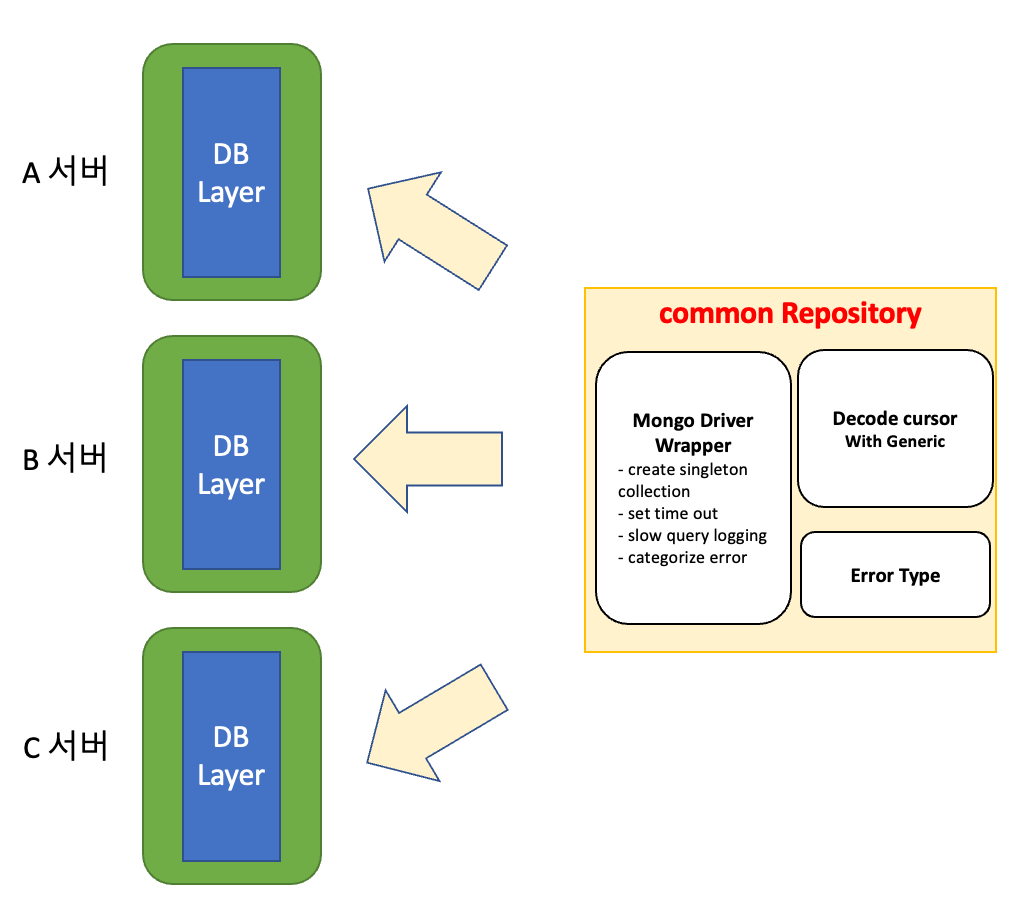 A 서버
DB
Layer
B 서버
DB
Layer
C 서버
DB
Layer
common Repository
Mongo Driver
Wrapper
- create singleton
collection
- set time out
- slow query logging
- categorize error
Decode cursor
With Generic
Error Type